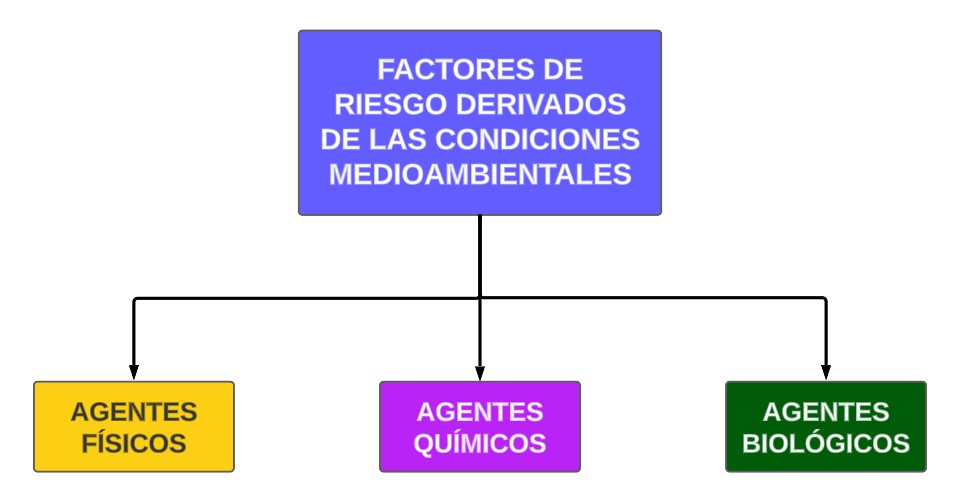 FACTORES DE
RIESGO DERIVADOS
DE LAS CONDICIONES
MEDIOAMBIENTALES
AGENTES
FÍSICOS
AGENTES
QUÍMICOS
AGENTES
BIOLÓGICOS